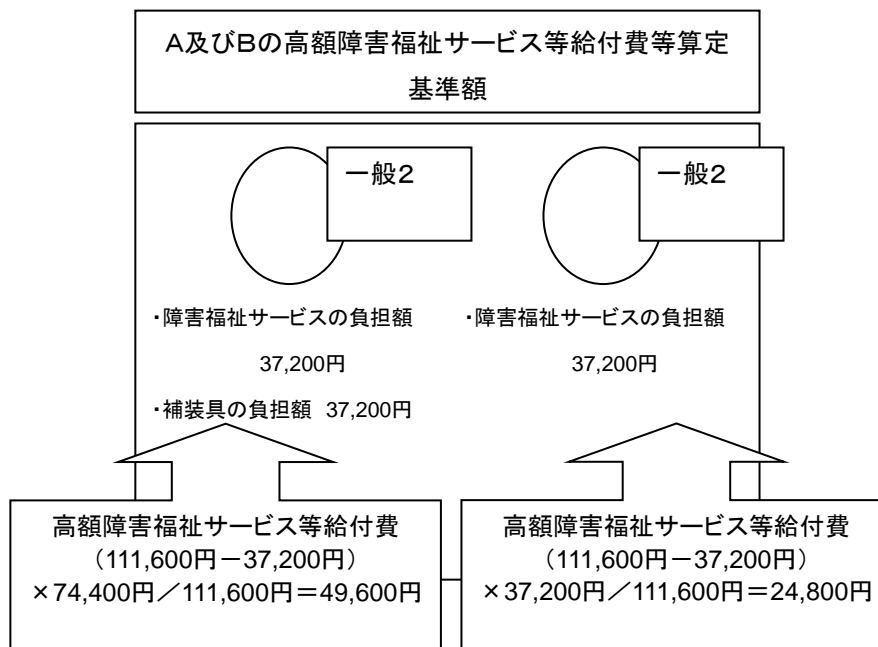 A及びBの高額障害福祉サービス等給付費等算定
基準額
一般2
一般2
・障害福祉サービスの負担額
37,200円
・補装具の負担額 37,200円
・障害福祉サービスの負担額
37,200円
高額障害福祉サービス等給付費
（111,600円－37,200円）
×74,400円／111,600円＝49,600円
高額障害福祉サービス等給付費
（111,600円－37,200円）
×37,200円／111,600円＝24,800円